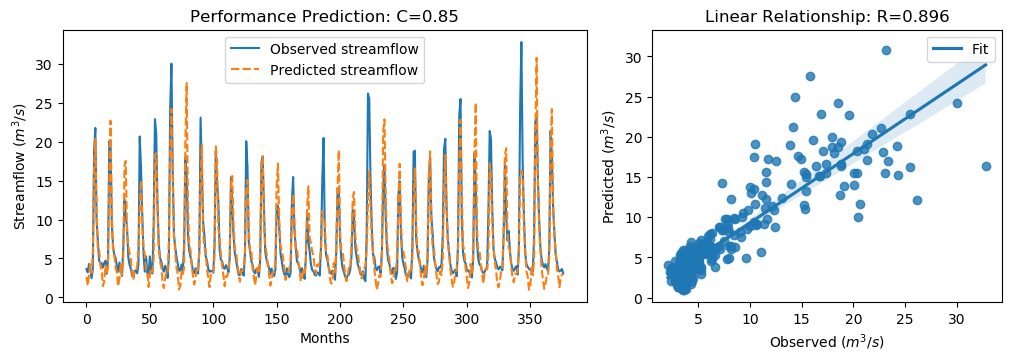 Performance Prediction: C=0.85
Streamflow (m³/s)
30
25
20
15
10
5
0
Observed streamflow
Predicted streamflow
0 50 100 150 200 250 300 350
Months
Linear Relationship: R=0.896
Predicted (m³/s)
30
25
20
15
10
5
0
Fit
5 10 15 20 25 30
Observed (m³/s)